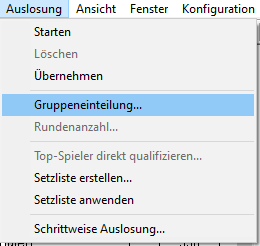 Auslosung Ansicht Fenster Konfiguration
Starten
Löschen
Übernehmen
Gruppeneinteilung...
Rundenanzahl...
Top-Spieler direkt qualifizieren...
Setzliste erstellen...
Setzliste anwenden
Schrittweise Auslosung...